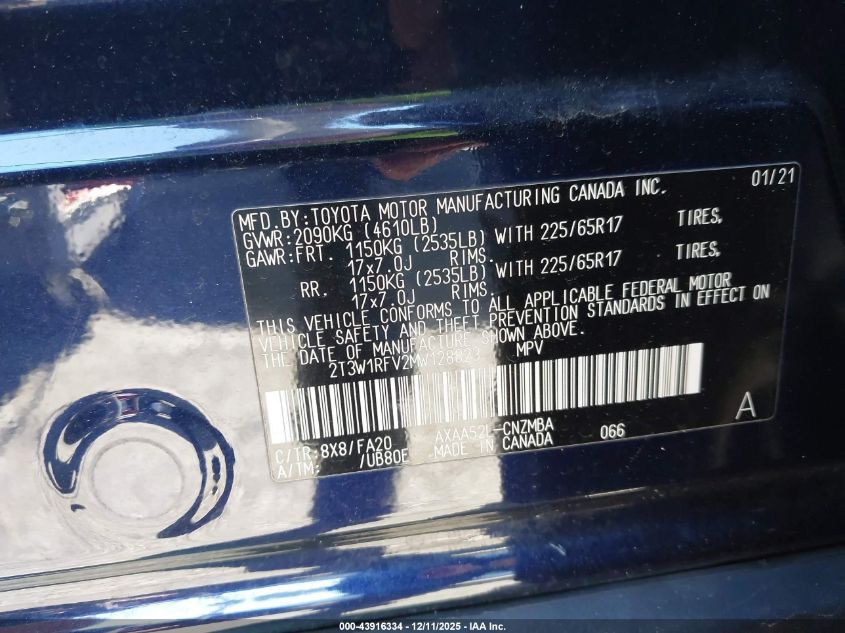 MFD. BY: TOYOTA MOTOR MANUFACTURING CANADA INC. 01/21
GVWR: 2090KG (4610LB)
GAWR: FRT. 1150KG (2535LB) WITH 225/65R17 TIRES,
17x7.0J RIMS.
RR. 1150KG (2535LB) WITH 225/65R17 TIRES,
17x7.0J RIMS.
THIS VEHICLE CONFORMS TO ALL APPLICABLE FEDERAL MOTOR
VEHICLE SAFETY AND THEFT PREVENTION STANDARDS IN EFFECT ON
THE DATE OF MANUFACTURE SHOWN ABOVE.
2T3W1RFV2MW128823 MPV
C/TR: 8X8/FA20 AXAA52L-CNZMBA 066 A
A/TM: /UB80F MADE IN CANADA
000-43916334 - 12/11/2025 - IAA Inc.